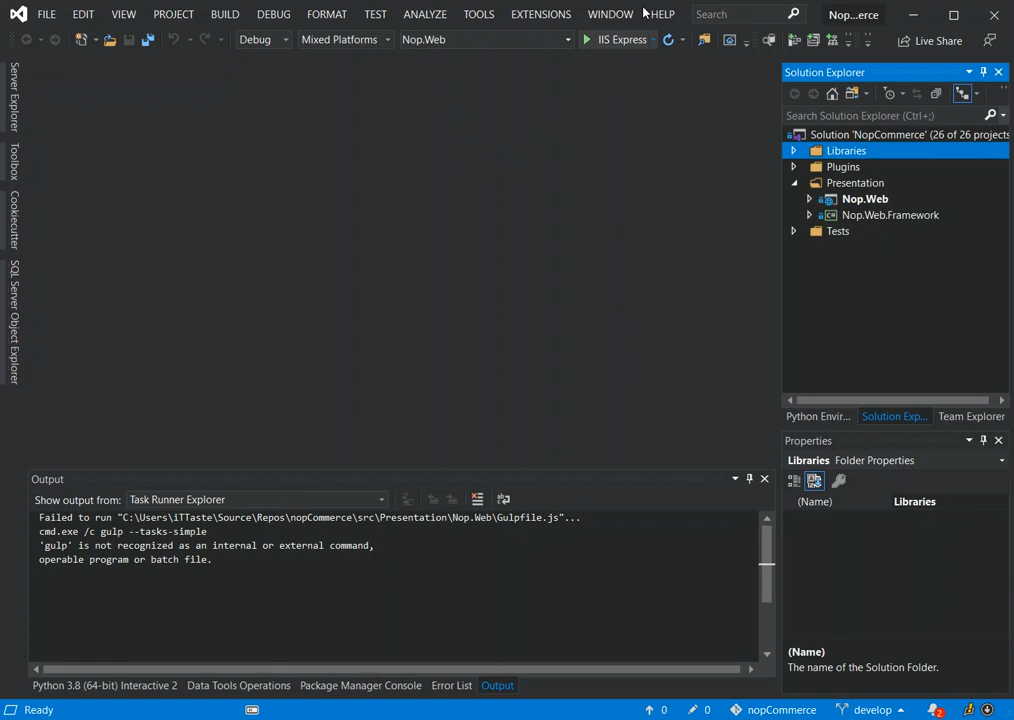 FILE EDIT VIEW PROJECT BUILD DEBUG FORMAT TEST ANALYZE TOOLS EXTENSIONS WINDOW HELP Search Nop...erce
Debug Mixed Platforms Nop.Web IIS Express Live Share
Server Explorer
Toolbox
Cookiecutter
SQL Server Object Explorer
Solution Explorer
Search Solution Explorer (Ctrl+;)
Solution 'NopCommerce' (26 of 26 projects
Libraries
Plugins
Presentation
Nop.Web
Nop.Web.Framework
Tests
Python Envir... Solution Exp... Team Explorer
Properties
Libraries Folder Properties
(Name) Libraries
(Name)
The name of the Solution Folder.
Output
Show output from: Task Runner Explorer
Failed to run "C:\Users\iTTaste\Source\Repos\nopCommerce\src\Presentation\Nop.Web\Gulpfile.js"...
cmd.exe /c gulp --tasks-simple
'gulp' is not recognized as an internal or external command,
operable program or batch file.
Python 3.8 (64-bit) Interactive 2 Data Tools Operations Package Manager Console Error List Output
Ready 0 0 nopCommerce develop 2